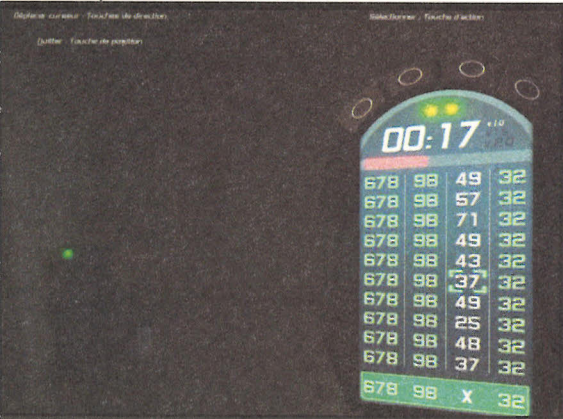 Déplacer curseur : Touches de direction
Sélectionner : Touche d'action
Quitter : Touche de position
00:17 x10
x20
678 98 49 32
678 98 57 32
678 98 71 32
678 98 49 32
678 98 43 32
678 98 37 32
678 98 49 32
678 98 25 32
678 98 48 32
678 98 37 32
678 98 X 32